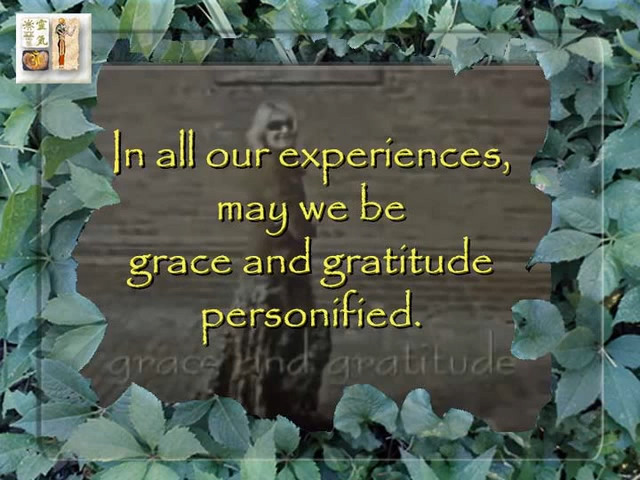 In all our experiences,
may we be
grace and gratitude
personified.
grace and gratitude